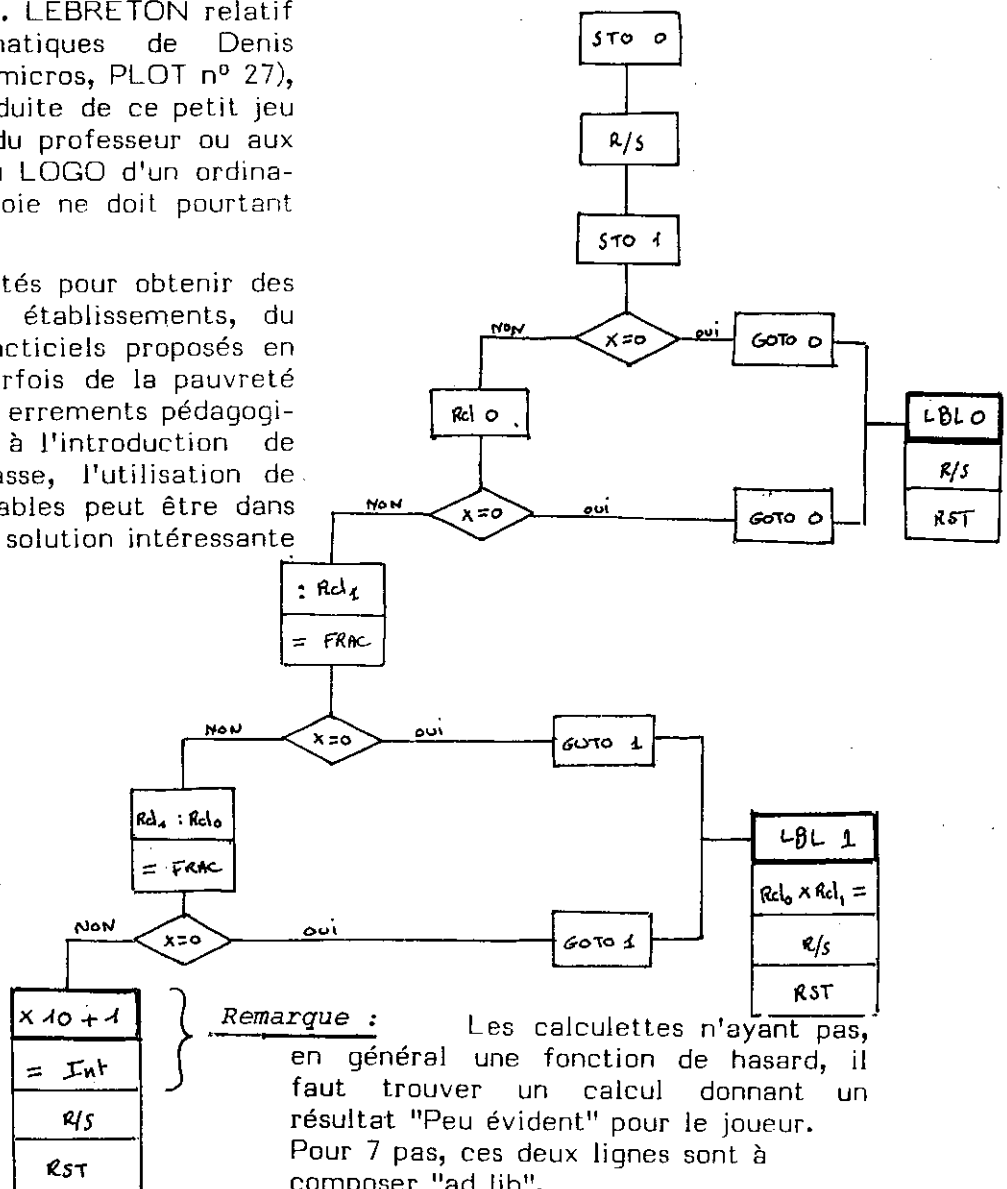 . LEBRETON relatif
natiques de Denis
micros, PLOT nº 27),
duite de ce petit jeu
du professeur ou aux
LOGO d'un ordina-
oie ne doit pourtant
tés pour obtenir des
établissements, du
acticiels proposés en
rfois de la pauvreté
errements pédagogi-
à l'introduction de
asse, l'utilisation de
ables peut être dans
solution intéressante
STO 0
R/S
STO 1
NON
X=0
oui
GOTO 0
Rcl 0
LBL 0
R/S
RST
NON
X=0
oui
GOTO 0
: Rcl1
= FRAC
NON
X=0
oui
GOTO 1
Rcl1 : Rcl0
= FRAC
LBL 1
Rcl0 x Rcl1 =
R/S
RST
NON
X=0
oui
GOTO 1
x 10 + 1
= Int
R/S
RST
Remarque :
Les calculettes n'ayant pas,
en général une fonction de hasard, il
faut trouver un calcul donnant un
résultat "Peu évident" pour le joueur.
Pour 7 pas, ces deux lignes sont à
composer "ad lib".